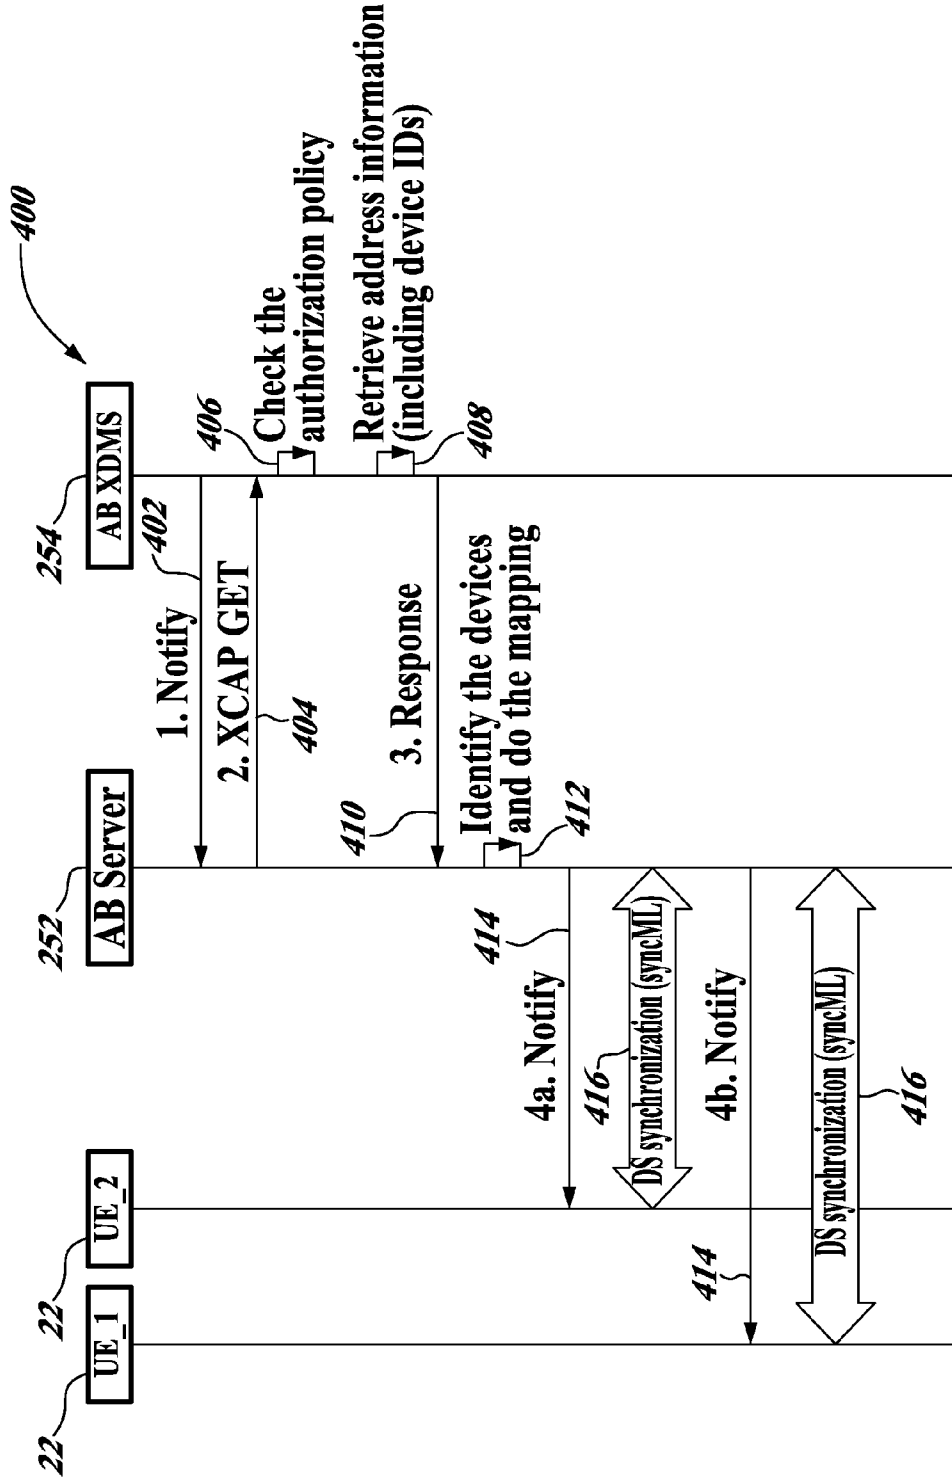 400
22
UE_1
22
UE_2
252
AB Server
254
AB XDMS
1. Notify
402
2. XCAP GET
404
406
Check the
authorization policy
Retrieve address information
(including device IDs)
408
3. Response
410
Identify the devices
and do the mapping
412
4a. Notify
414
DS synchronization (syncML)
416
4b. Notify
414
DS synchronization (syncML)
416